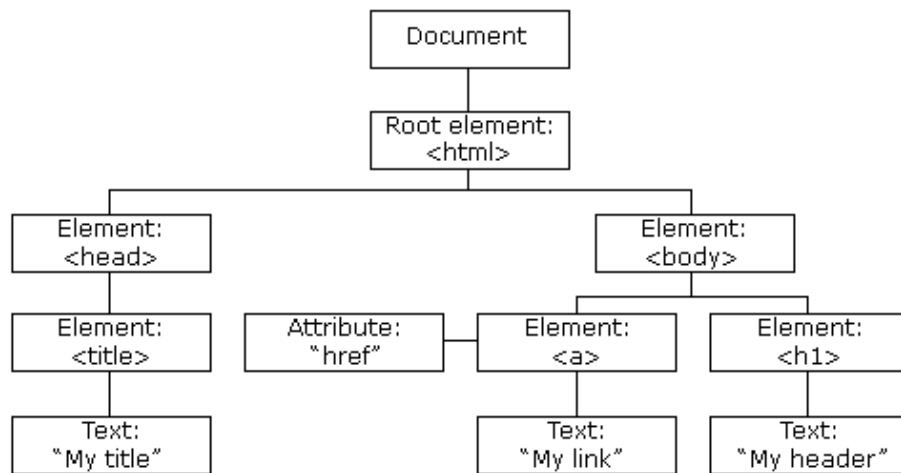 Document
Root element:
<html>
Element:
<head>
Element:
<body>
Element:
<title>
Attribute:
“href”
Element:
<a>
Element:
<h1>
Text:
“My title”
Text:
“My link”
Text:
“My header”